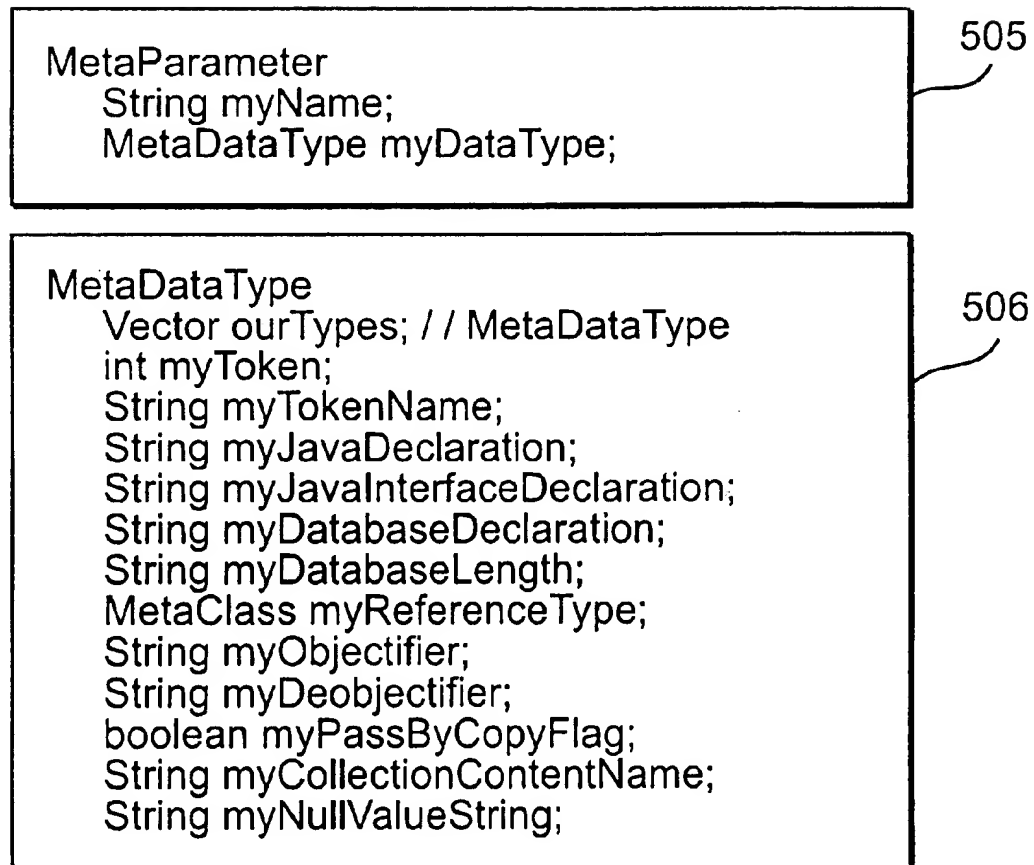 505
MetaParameter
String myName;
MetaDataType myDataType;
506
MetaDataType
Vector ourTypes; / / MetaDataType
int myToken;
String myTokenName;
String myJavaDeclaration;
String myJavaInterfaceDeclaration;
String myDatabaseDeclaration;
String myDatabaseLength;
MetaClass myReferenceType;
String myObjectifier;
String myDeobjectifier;
boolean myPassByCopyFlag;
String myCollectionContentName;
String myNullValueString;